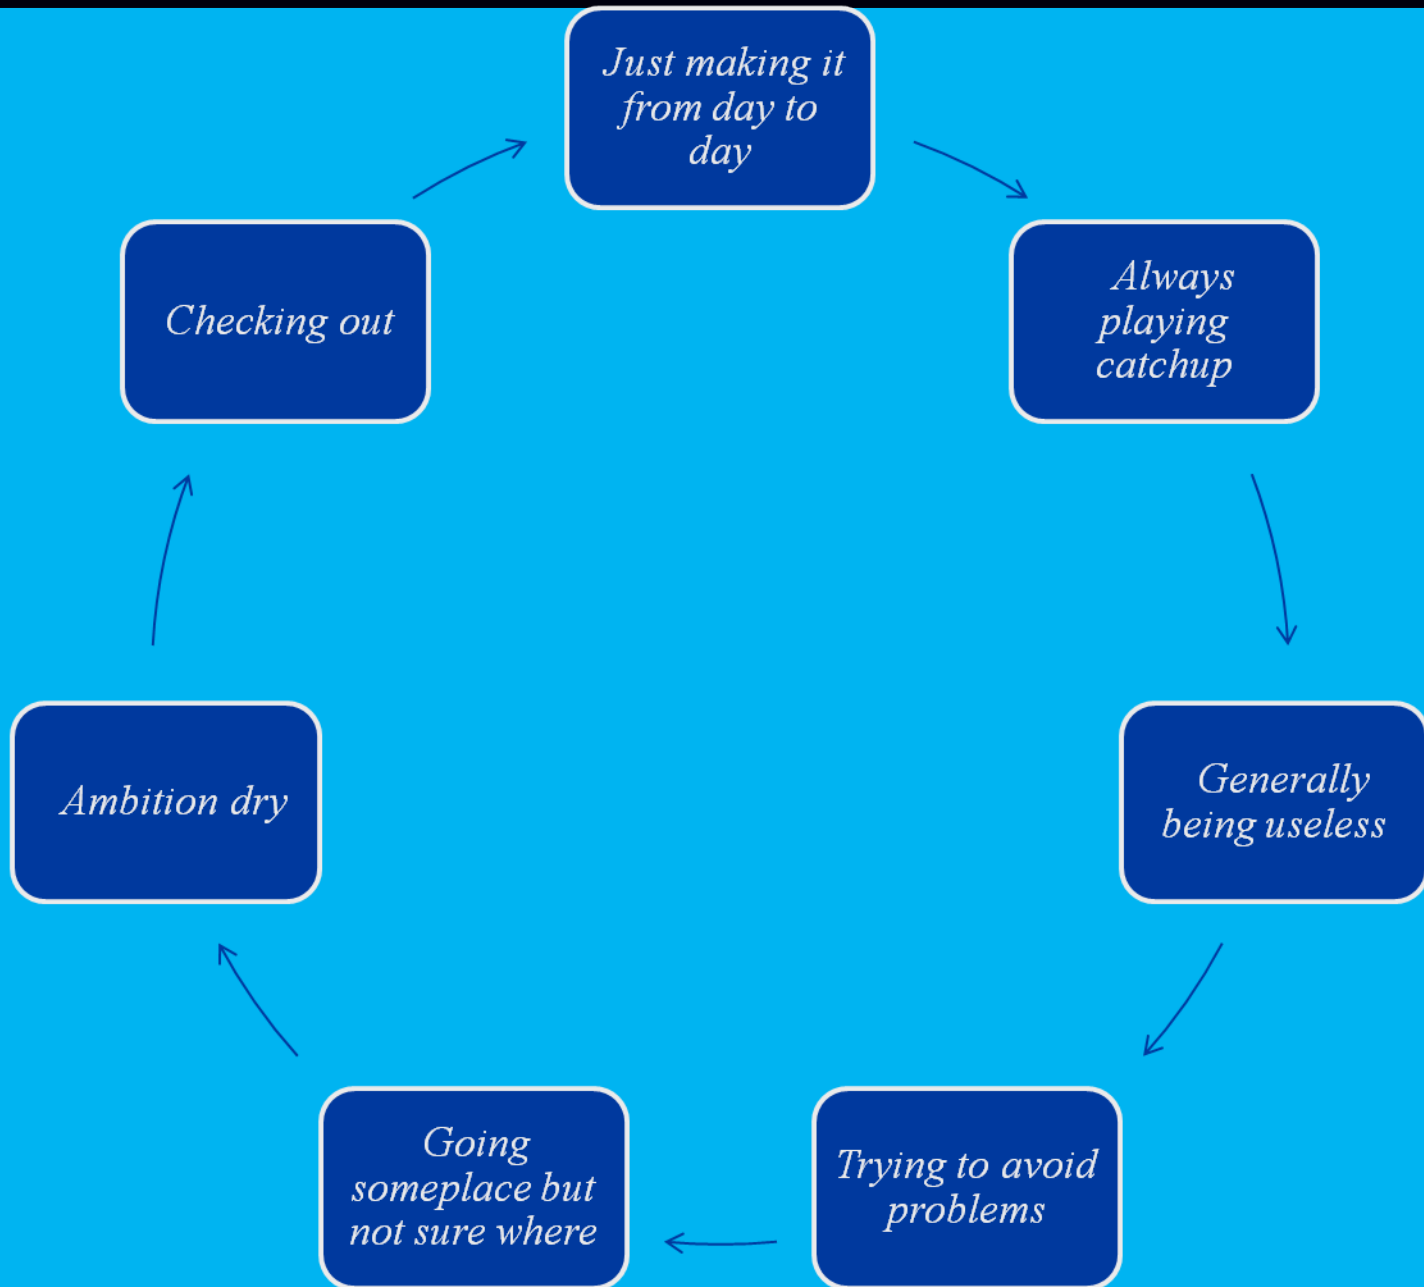 Just making it
from day to
day
Always
playing
catchup
Generally
being useless
Trying to avoid
problems
Going
someplace but
not sure where
Ambition dry
Checking out